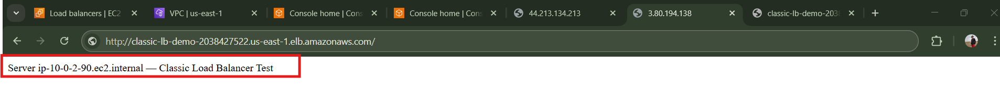 Load balancers | EC2
VPC | us-east-1
Console home | Cons
Console home | Cons
44.213.134.213
3.80.194.138
classic-lb-demo-2038
http://classic-lb-demo-2038427522.us-east-1.elb.amazonaws.com/
Server ip-10-0-2-90.ec2.internal — Classic Load Balancer Test